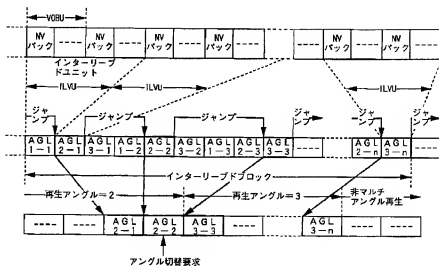 VOBU
NV パック ---- NV パック ---- NV パック ---- NV パック ---- NV パック ---- NV パック ----
インターリーブドユニット
ILVU ILVU ILVU
ジャンプ ジャンプ ジャンプ ジャンプ ジャンプ ジャンプ
AGL 1-1 AGL 2-1 AGL 3-1 AGL 1-2 AGL 2-2 AGL 3-2 AGL 1-3 AGL 2-3 AGL 3-3 AGL 2-n AGL 3-n
インターリーブドブロック
再生アングル=2 再生アングル=3 非マルチアングル再生
---- ---- AGL 2-1 AGL 2-2 AGL 3-3 ---- AGL 3-n ---- ----
アングル切替要求